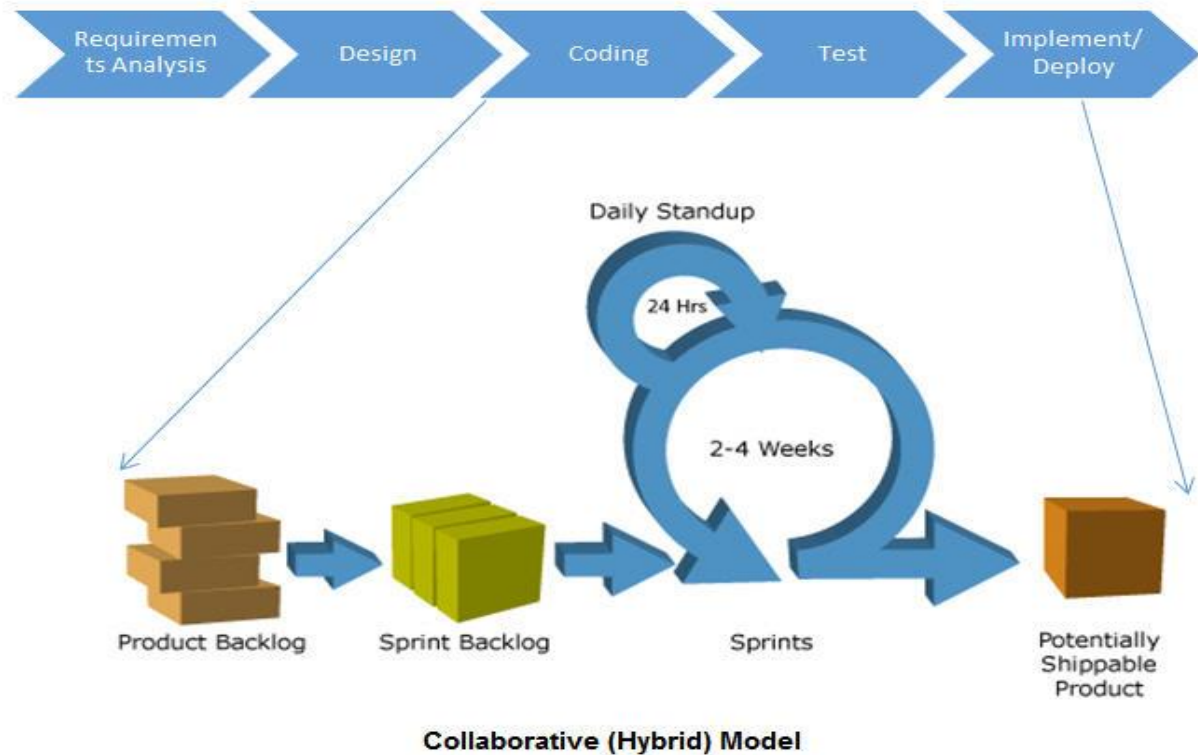 Requiremen
ts Analysis
Design
Coding
Test
Implement/
Deploy
Daily Standup
24 Hrs
2-4 Weeks
Product Backlog
Sprint Backlog
Sprints
Potentially
Shippable
Product
Collaborative (Hybrid) Model